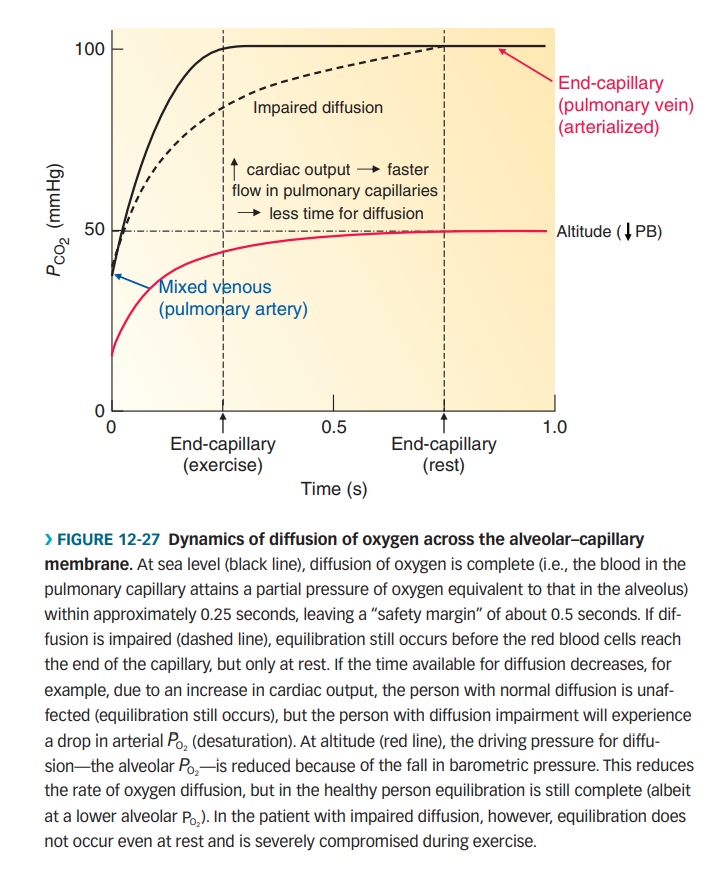 100
End-capillary
(pulmonary vein)
(arterialized)
Impaired diffusion
↑ cardiac output → faster
flow in pulmonary capillaries
→ less time for diffusion
PCO2 (mmHg)
50
Altitude (↓PB)
Mixed venous
(pulmonary artery)
0
0
0.5
1.0
End-capillary
(exercise)
End-capillary
(rest)
Time (s)
› FIGURE 12-27 Dynamics of diffusion of oxygen across the alveolar–capillary
membrane. At sea level (black line), diffusion of oxygen is complete (i.e., the blood in the
pulmonary capillary attains a partial pressure of oxygen equivalent to that in the alveolus)
within approximately 0.25 seconds, leaving a “safety margin” of about 0.5 seconds. If dif-
fusion is impaired (dashed line), equilibration still occurs before the red blood cells reach
the end of the capillary, but only at rest. If the time available for diffusion decreases, for
example, due to an increase in cardiac output, the person with normal diffusion is unaf-
fected (equilibration still occurs), but the person with diffusion impairment will experience
a drop in arterial PO2 (desaturation). At altitude (red line), the driving pressure for diffu-
sion—the alveolar PO2—is reduced because of the fall in barometric pressure. This reduces
the rate of oxygen diffusion, but in the healthy person equilibration is still complete (albeit
at a lower alveolar PO2). In the patient with impaired diffusion, however, equilibration does
not occur even at rest and is severely compromised during exercise.